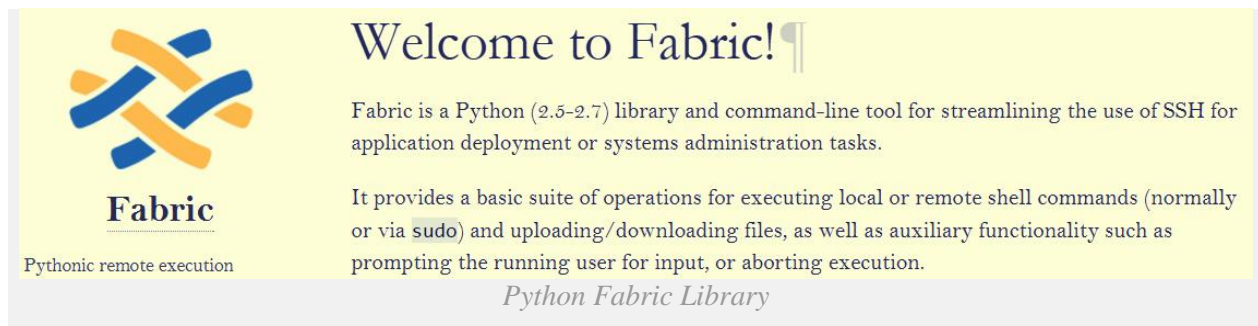 Welcome to Fabric!¶
Fabric is a Python (2.5-2.7) library and command-line tool for streamlining the use of SSH for
application deployment or systems administration tasks.
Fabric
It provides a basic suite of operations for executing local or remote shell commands (normally
or via sudo) and uploading/downloading files, as well as auxiliary functionality such as
Pythonic remote execution
prompting the running user for input, or aborting execution.
Python Fabric Library